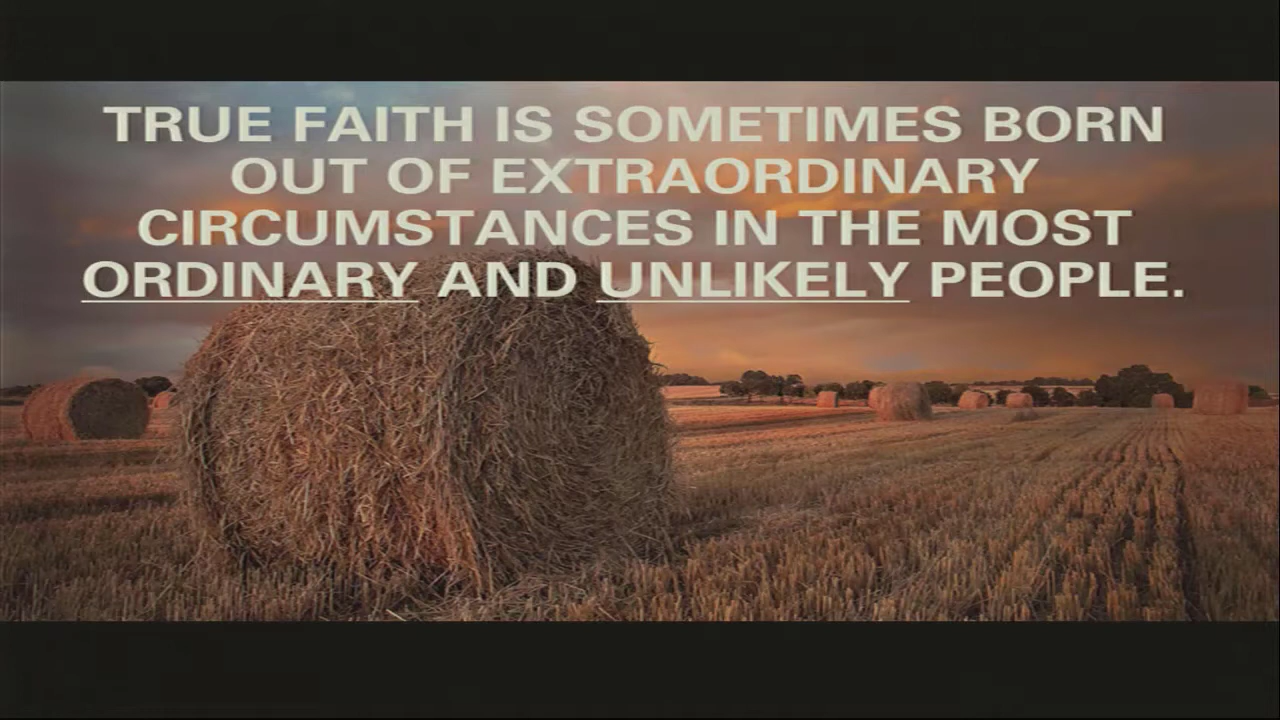 TRUE FAITH IS SOMETIMES BORN
OUT OF EXTRAORDINARY
CIRCUMSTANCES IN THE MOST
ORDINARY AND UNLIKELY PEOPLE.